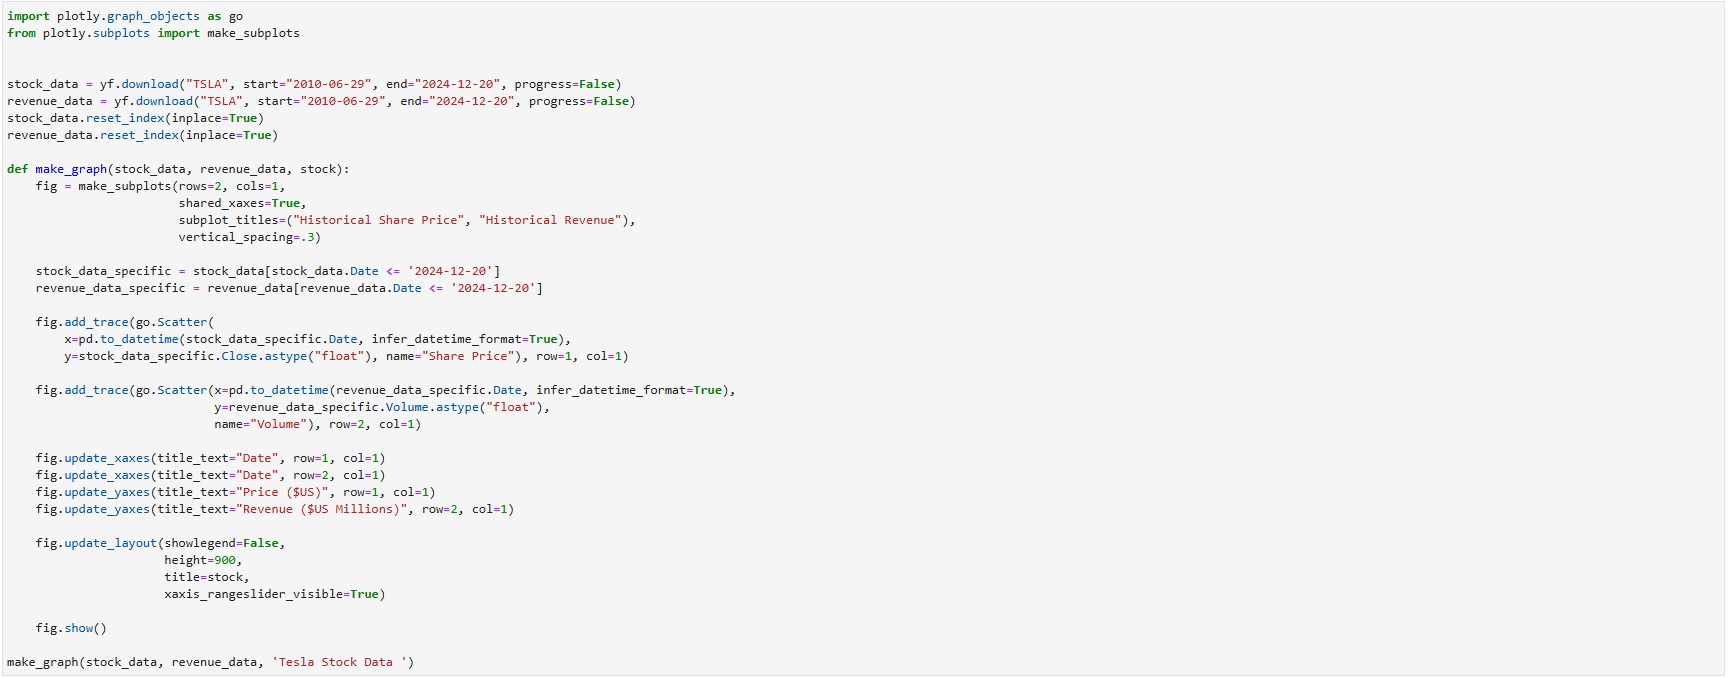 import plotly.graph_objects as go
from plotly.subplots import make_subplots
stock_data = yf.download("TSLA", start="2010-06-29", end="2024-12-20", progress=False)
revenue_data = yf.download("TSLA", start="2010-06-29", end="2024-12-20", progress=False)
stock_data.reset_index(inplace=True)
revenue_data.reset_index(inplace=True)
def make_graph(stock_data, revenue_data, stock):
    fig = make_subplots(rows=2, cols=1,
                        shared_xaxes=True,
                        subplot_titles=("Historical Share Price", "Historical Revenue"),
                        vertical_spacing=.3)
    stock_data_specific = stock_data[stock_data.Date <= '2024-12-20']
    revenue_data_specific = revenue_data[revenue_data.Date <= '2024-12-20']
    fig.add_trace(go.Scatter(
        x=pd.to_datetime(stock_data_specific.Date, infer_datetime_format=True),
        y=stock_data_specific.Close.astype("float"), name="Share Price"), row=1, col=1)
    fig.add_trace(go.Scatter(x=pd.to_datetime(revenue_data_specific.Date, infer_datetime_format=True),
                             y=revenue_data_specific.Volume.astype("float"),
                             name="Volume"), row=2, col=1)
    fig.update_xaxes(title_text="Date", row=1, col=1)
    fig.update_xaxes(title_text="Date", row=2, col=1)
    fig.update_yaxes(title_text="Price ($US)", row=1, col=1)
    fig.update_yaxes(title_text="Revenue ($US Millions)", row=2, col=1)
    fig.update_layout(showlegend=False,
                      height=900,
                      title=stock,
                      xaxis_rangeslider_visible=True)
    fig.show()
make_graph(stock_data, revenue_data, 'Tesla Stock Data ')